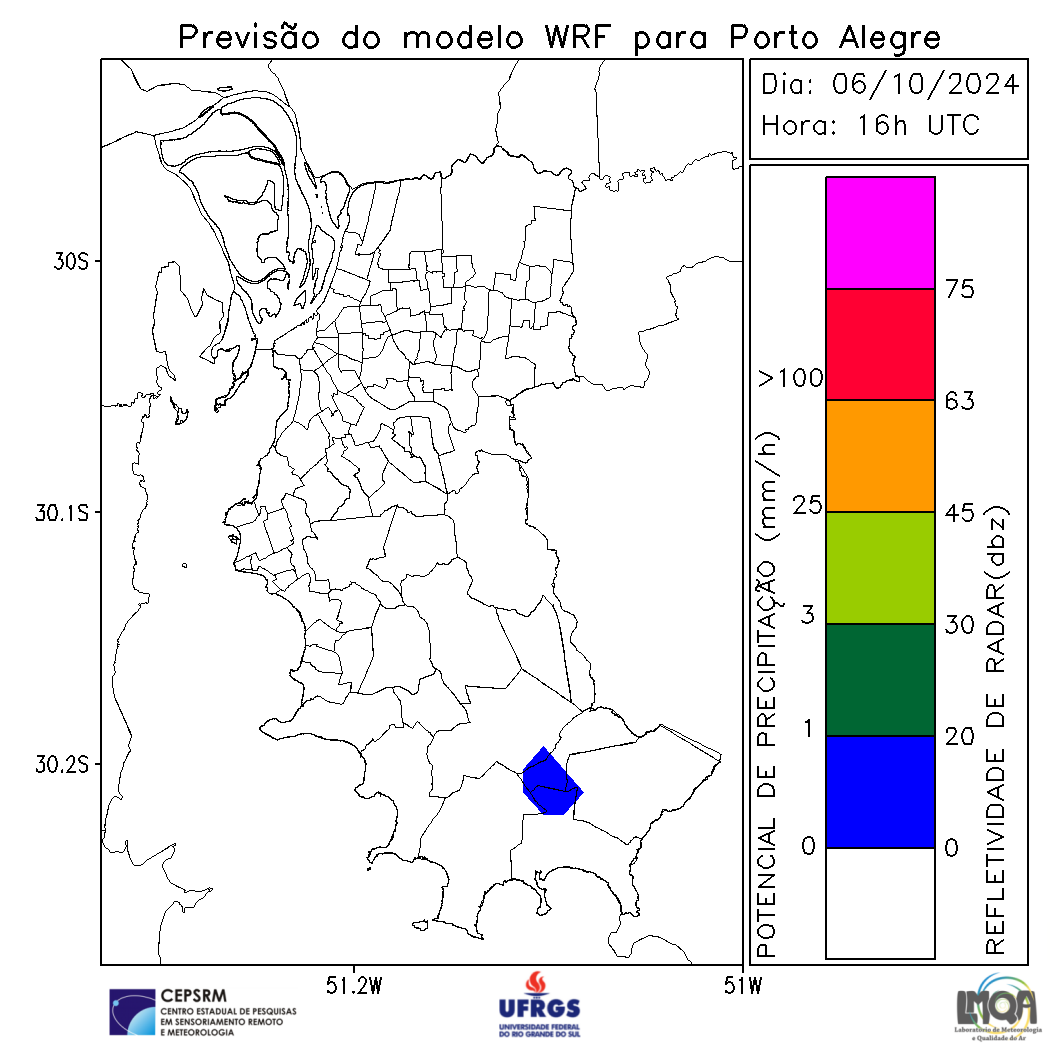 Previsão do modelo WRF para Porto Alegre
Dia: 06/10/2024
Hora: 16h UTC
30S
30.1S
30.2S
51.2W
51W
POTENCIAL DE PRECIPITAÇÃO (mm/h)
>100
25
3
1
0
75
63
45
30
20
0
REFLETIVIDADE DE RADAR(dbz)
CEPSRM
CENTRO ESTADUAL DE PESQUISAS
EM SENSORIAMENTO REMOTO
E METEOROLOGIA
UFRGS
UNIVERSIDADE FEDERAL
DO RIO GRANDE DO SUL
LMQA
Laboratório de Meteorologia
e Qualidade do Ar